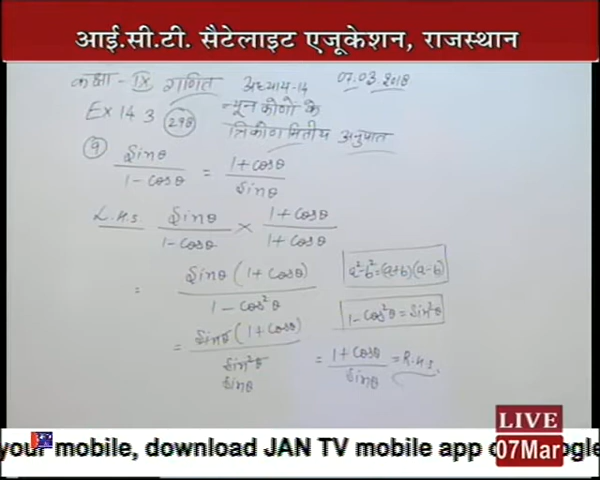 आई.सी.टी. सैटेलाइट एजूकेशन, राजस्थान
कक्षा - IX गणित अध्याय-14 07.03.2018
Ex 14.3 298 न्यून कोणो के
त्रिकोणमितीय अनुपात
9 Sinθ / 1 - Cosθ = 1 + Cosθ / Sinθ
L.H.S. Sinθ / 1 - Cosθ × 1 + Cosθ / 1 + Cosθ
= Sinθ (1 + Cosθ) / 1 - Cos²θ a²-b²=(a+b)(a-b)
1 - Cos²θ = Sin²θ
= Sinθ (1 + Cosθ) / Sin²θ = 1 + Cosθ / Sinθ = R.H.S.
Sinθ
LIVE
07Mar
your mobile, download JAN TV mobile app